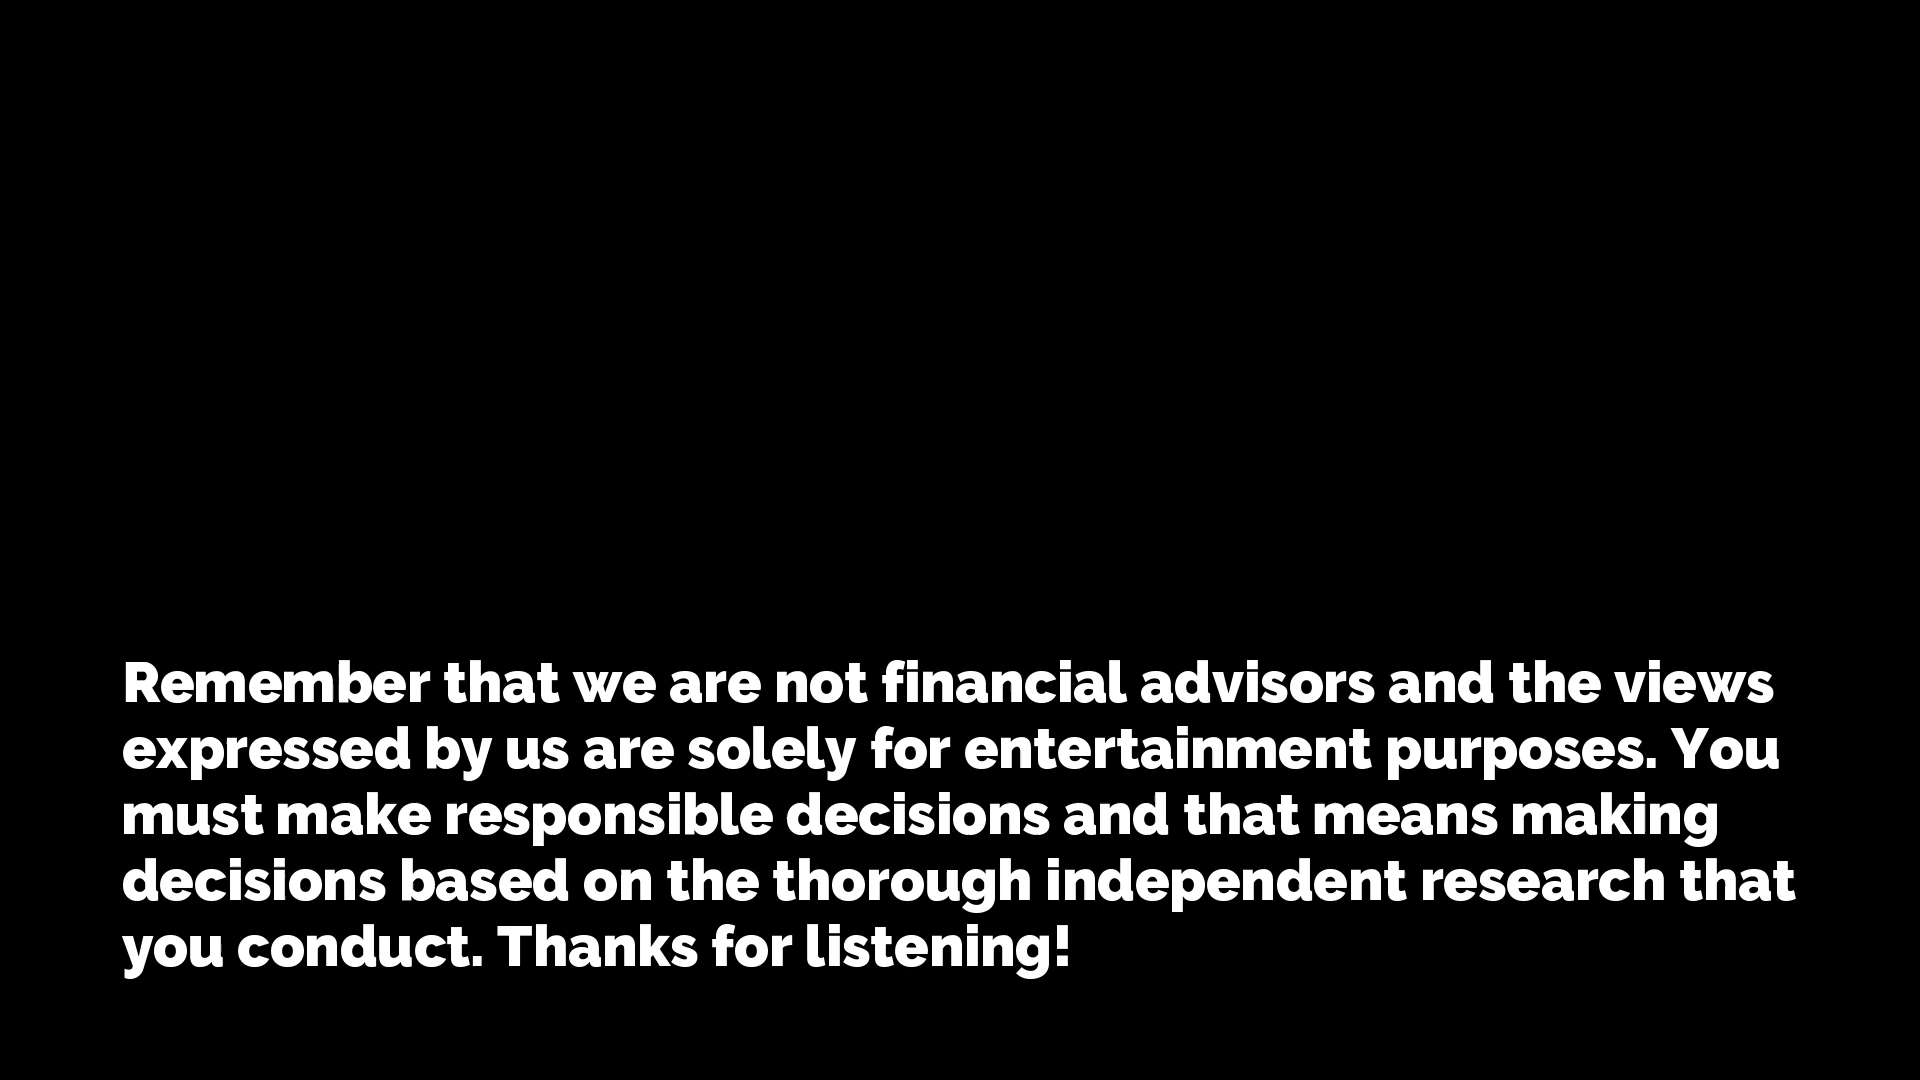 Remember that we are not financial advisors and the views
expressed by us are solely for entertainment purposes. You
must make responsible decisions and that means making
decisions based on the thorough independent research that
you conduct. Thanks for listening!